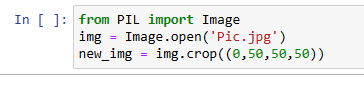 In [ ]: from PIL import Image
img = Image.open('Pic.jpg')
new_img = img.crop((0,50,50,50))